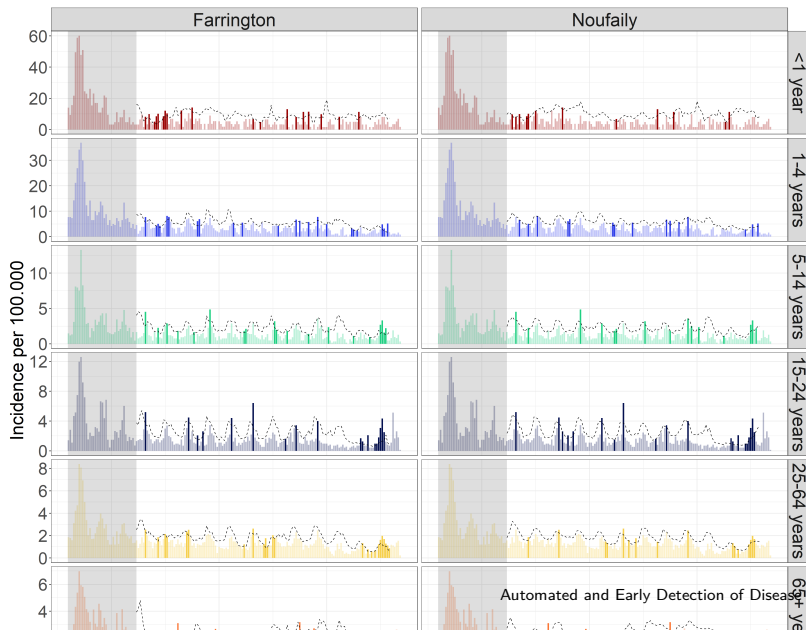 Farrington
Noufaily
Incidence per 100.000
60
40
20
0
<1 year
30
20
10
0
1-4 years
10
5
0
5-14 years
12
8
4
0
15-24 years
8
6
4
2
0
25-64 years
6
4
65+ ye
Automated and Early Detection of Disease